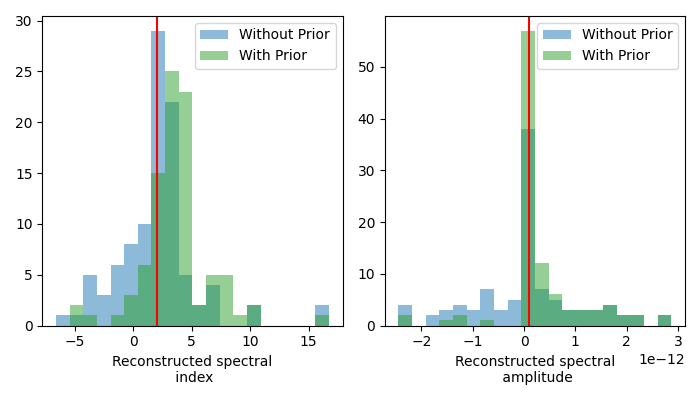 Without Prior
With Prior
30
25
20
15
10
5
0
−5
0
5
10
15
Reconstructed spectral
index
Without Prior
With Prior
50
40
30
20
10
0
−2
−1
0
1
2
3
1e−12
Reconstructed spectral
amplitude